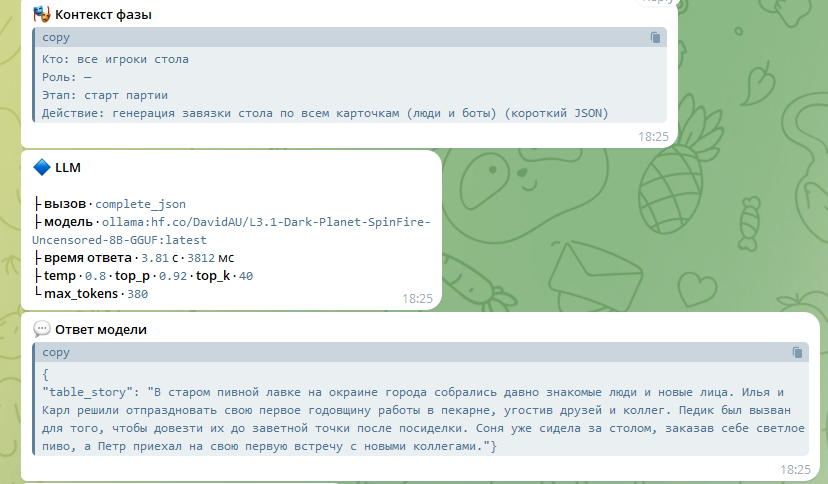 Контекст фазы
copy
Кто: все игроки стола
Роль: —
Этап: старт партии
Действие: генерация завязки стола по всем карточкам (люди и боты) (короткий JSON)
18:25
LLM
├ вызов · complete_json
├ модель · ollama:hf.co/DavidAU/L3.1-Dark-Planet-SpinFire-
Uncensored-8B-GGUF:latest
├ время ответа · 3.81 с · 3812 мс
├ temp · 0.8 · top_p · 0.92 · top_k · 40
└ max_tokens · 380
18:25
Ответ модели
copy
{
"table_story": "В старом пивной лавке на окраине города собрались давно знакомые люди и новые лица. Илья и
Карл решили отпраздновать свою первое годовщину работы в пекарне, угостив друзей и коллег. Педик был вызван
для того, чтобы довезти их до заветной точки после посиделки. Соня уже сидела за столом, заказав себе светлое
пиво, а Петр приехал на свою первую встречу с новыми коллегами."}
18:25